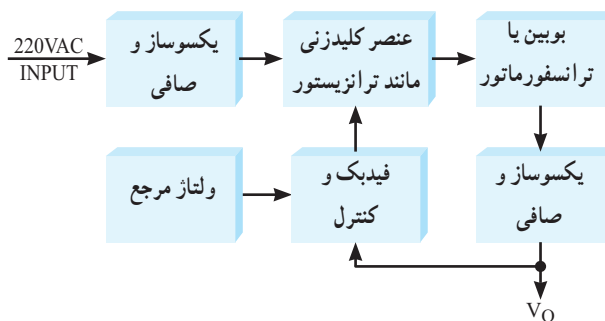 220VAC
INPUT
یکسوساز و
صافی
عنصر کلیدزنی
مانند ترانزیستور
بوبین یا
ترانسفورماتور
ولتاژ مرجع
فیدبک و
کنترل
یکسوساز و
صافی
VO